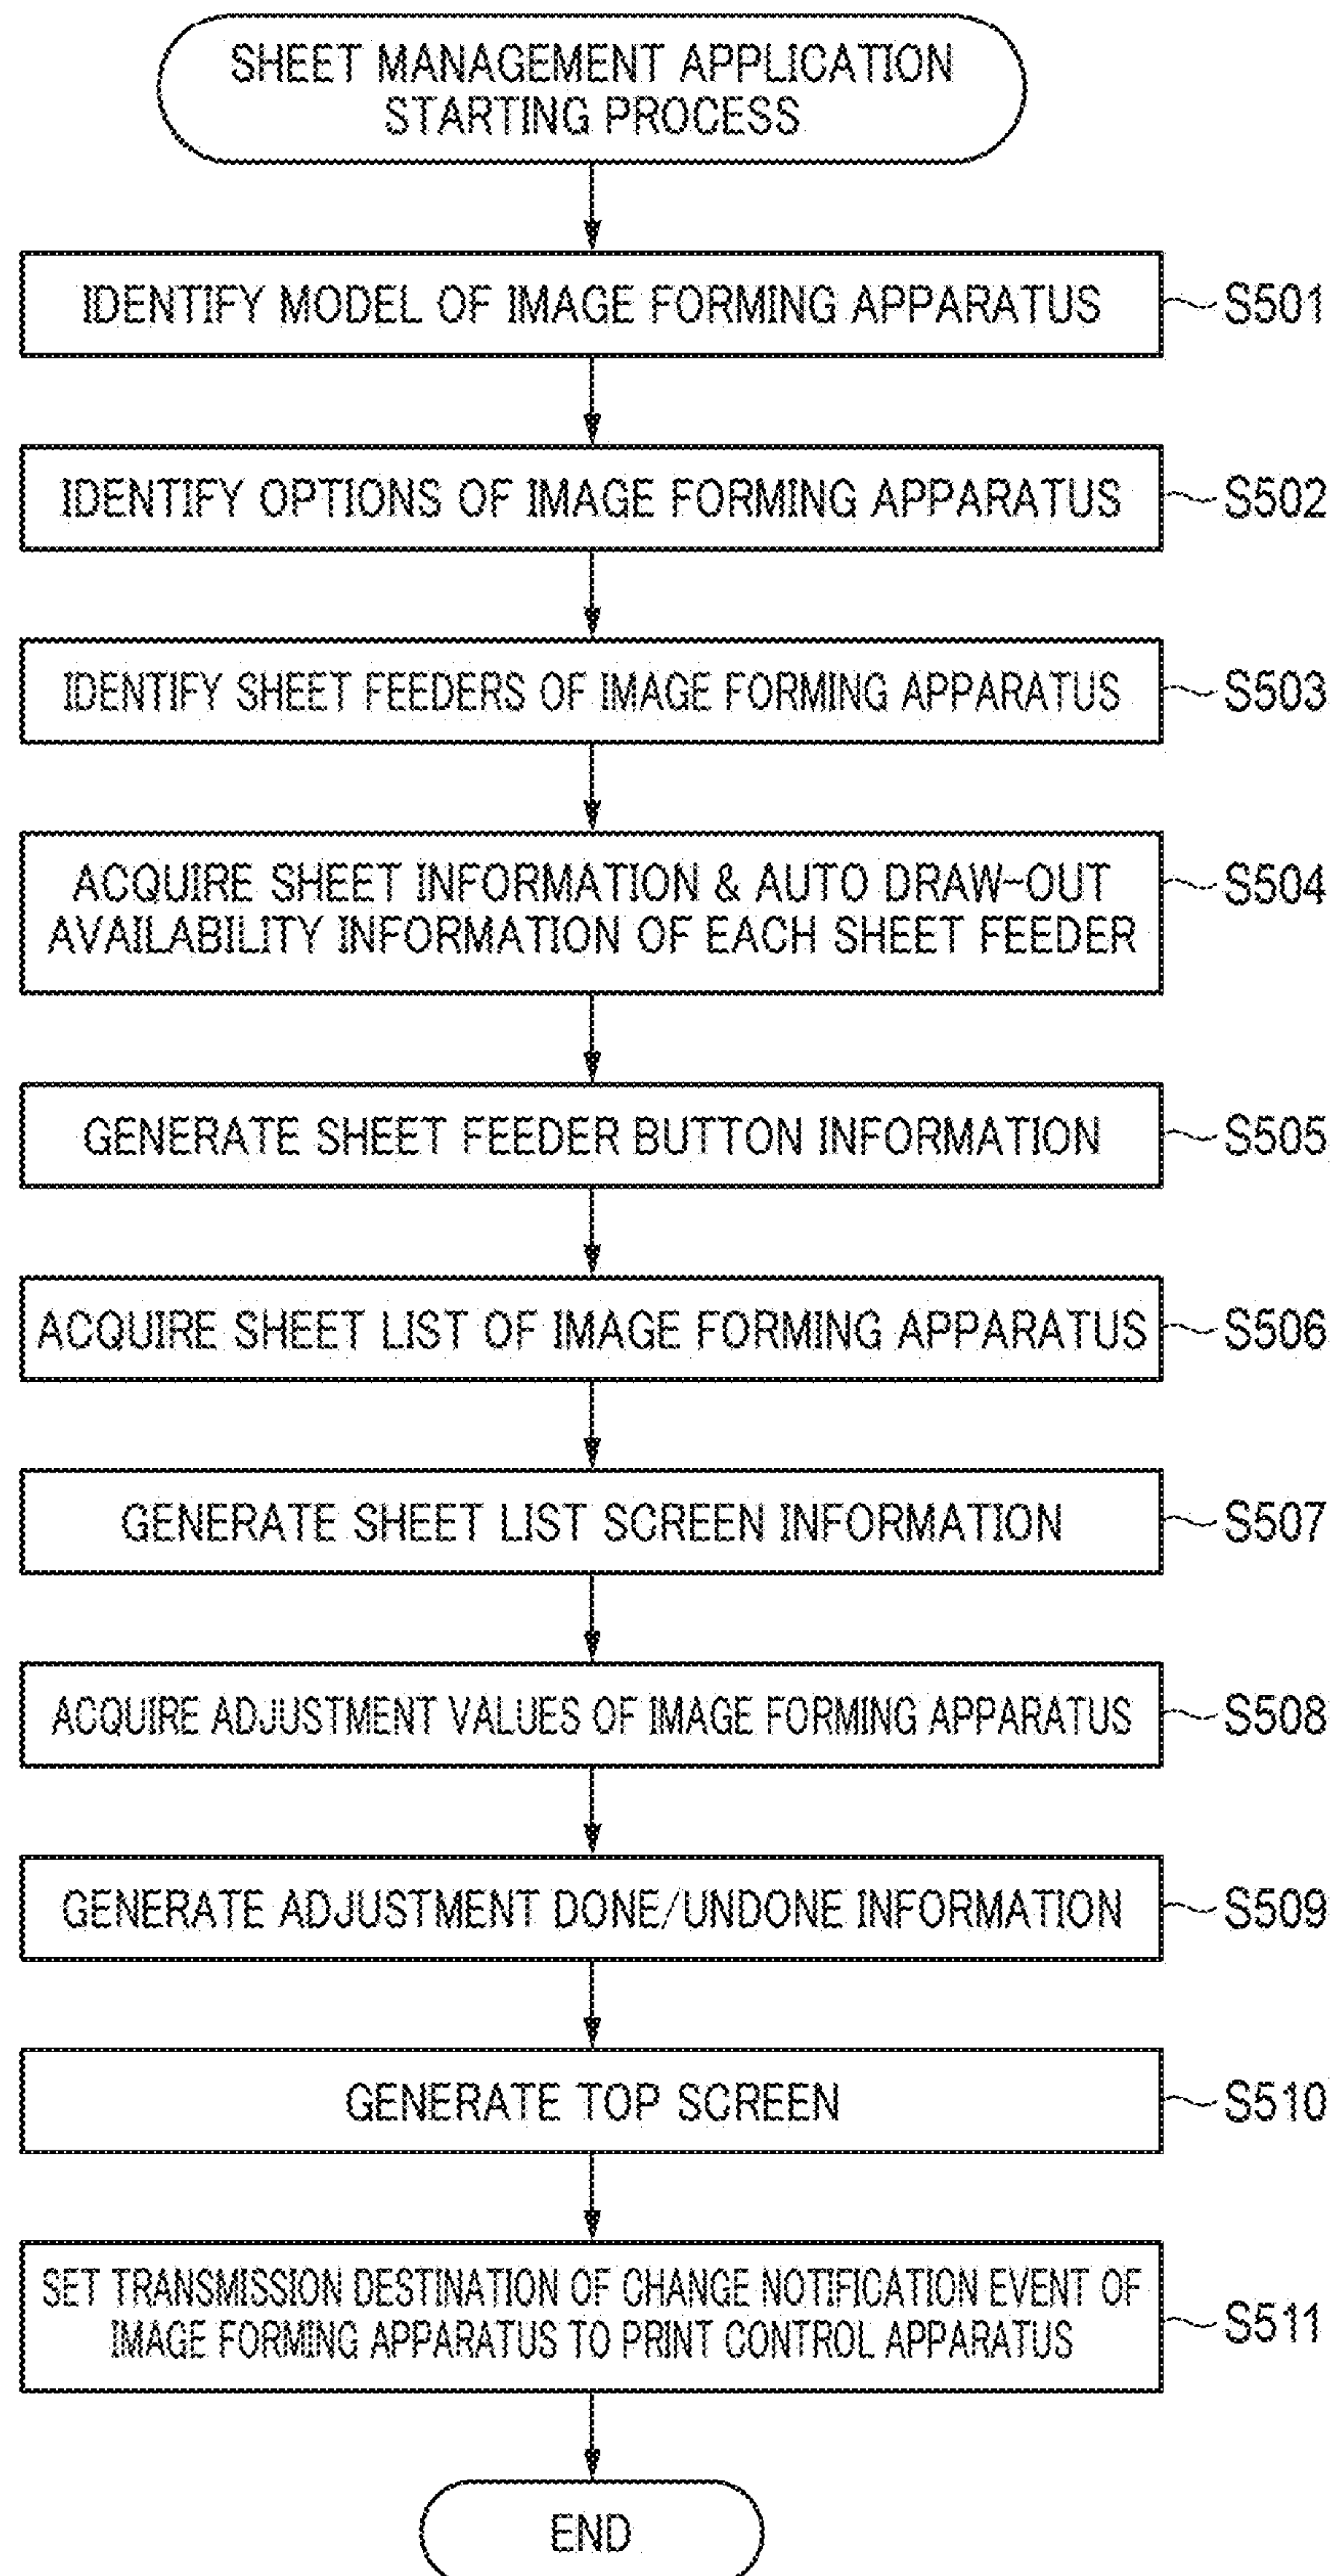 SHEET MANAGEMENT APPLICATION
STARTING PROCESS
IDENTIFY MODEL OF IMAGE FORMING APPARATUS
S501
IDENTIFY OPTIONS OF IMAGE FORMING APPARATUS
S502
IDENTIFY SHEET FEEDERS OF IMAGE FORMING APPARATUS
S503
ACQUIRE SHEET INFORMATION & AUTO DRAW-OUT
AVAILABILITY INFORMATION OF EACH SHEET FEEDER
S504
GENERATE SHEET FEEDER BUTTON INFORMATION
S505
ACQUIRE SHEET LIST OF IMAGE FORMING APPARATUS
S506
GENERATE SHEET LIST SCREEN INFORMATION
S507
ACQUIRE ADJUSTMENT VALUES OF IMAGE FORMING APPARATUS
S508
GENERATE ADJUSTMENT DONE/UNDONE INFORMATION
S509
GENERATE TOP SCREEN
S510
SET TRANSMISSION DESTINATION OF CHANGE NOTIFICATION EVENT OF
IMAGE FORMING APPARATUS TO PRINT CONTROL APPARATUS
S511
END